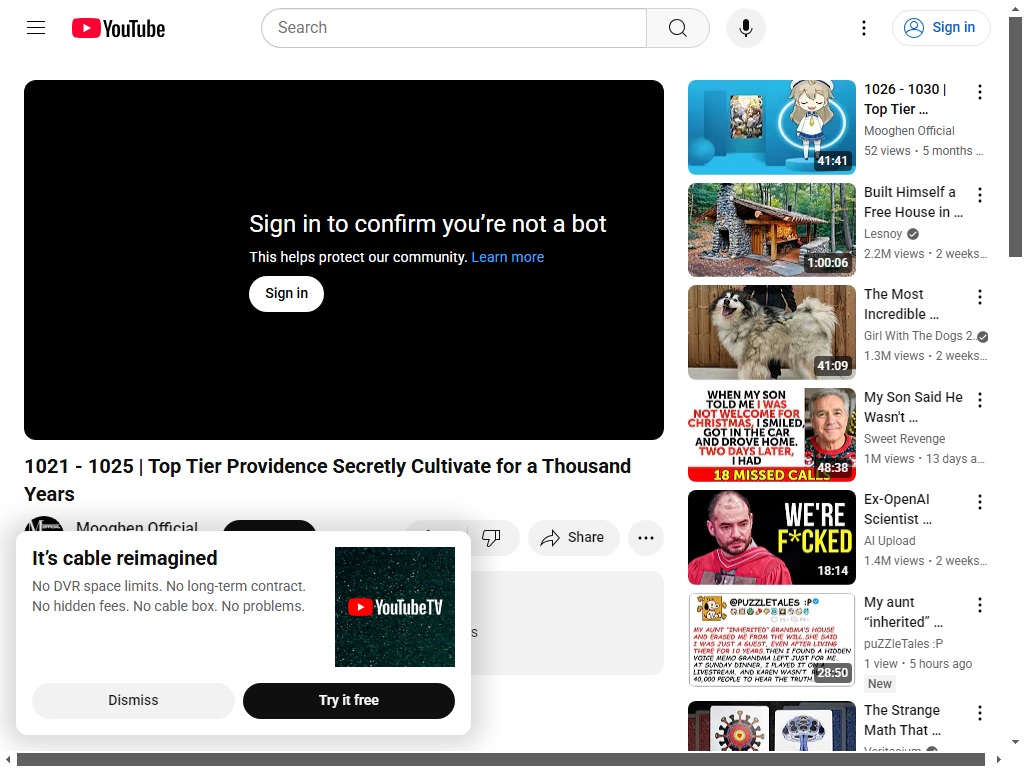 YouTube
Search
Sign in
Sign in to confirm you’re not a bot
This helps protect our community. Learn more
Sign in
1021 - 1025 | Top Tier Providence Secretly Cultivate for a Thousand
Years
Mooghen Official
Share
It’s cable reimagined
No DVR space limits. No long-term contract.
No hidden fees. No cable box. No problems.
YouTubeTV
Dismiss
Try it free
41:41
1026 - 1030 |
Top Tier ...
Mooghen Official
52 views • 5 months ...
1:00:06
Built Himself a
Free House in ...
Lesnoy
2.2M views • 2 weeks...
41:09
The Most
Incredible ...
Girl With The Dogs 2...
1.3M views • 2 weeks...
WHEN MY SON
TOLD ME I WAS
NOT WELCOME FOR
CHRISTMAS, I SMILED,
GOT IN THE CAR
AND DROVE HOME.
TWO DAYS LATER,
I HAD
18 MISSED CALLS
48:38
My Son Said He
Wasn't ...
Sweet Revenge
1M views • 13 days a...
WE'RE
F*CKED
18:14
Ex-OpenAI
Scientist ...
AI Upload
1.4M views • 2 weeks...
@PUZZLETALES :P
MY AUNT "INHERITED" GRANDMA'S HOUSE
AND ERASED ME FROM THE WILL. SHE SAID
I WAS JUST A GUEST, EVEN AFTER LIVING
THERE FOR 10 YEARS. THEN I FOUND A HIDDEN
VOICE MEMO GRANDMA LEFT JUST FOR ME.
AT SUNDAY DINNER, I PLAYED IT ON A
LIVESTREAM, AND KAREN WASN'T
40,000 PEOPLE TO HEAR THE TRUTH
28:50
My aunt
“inherited” ...
puZZleTales :P
1 view • 5 hours ago
New
The Strange
Math That ...
Veritasium